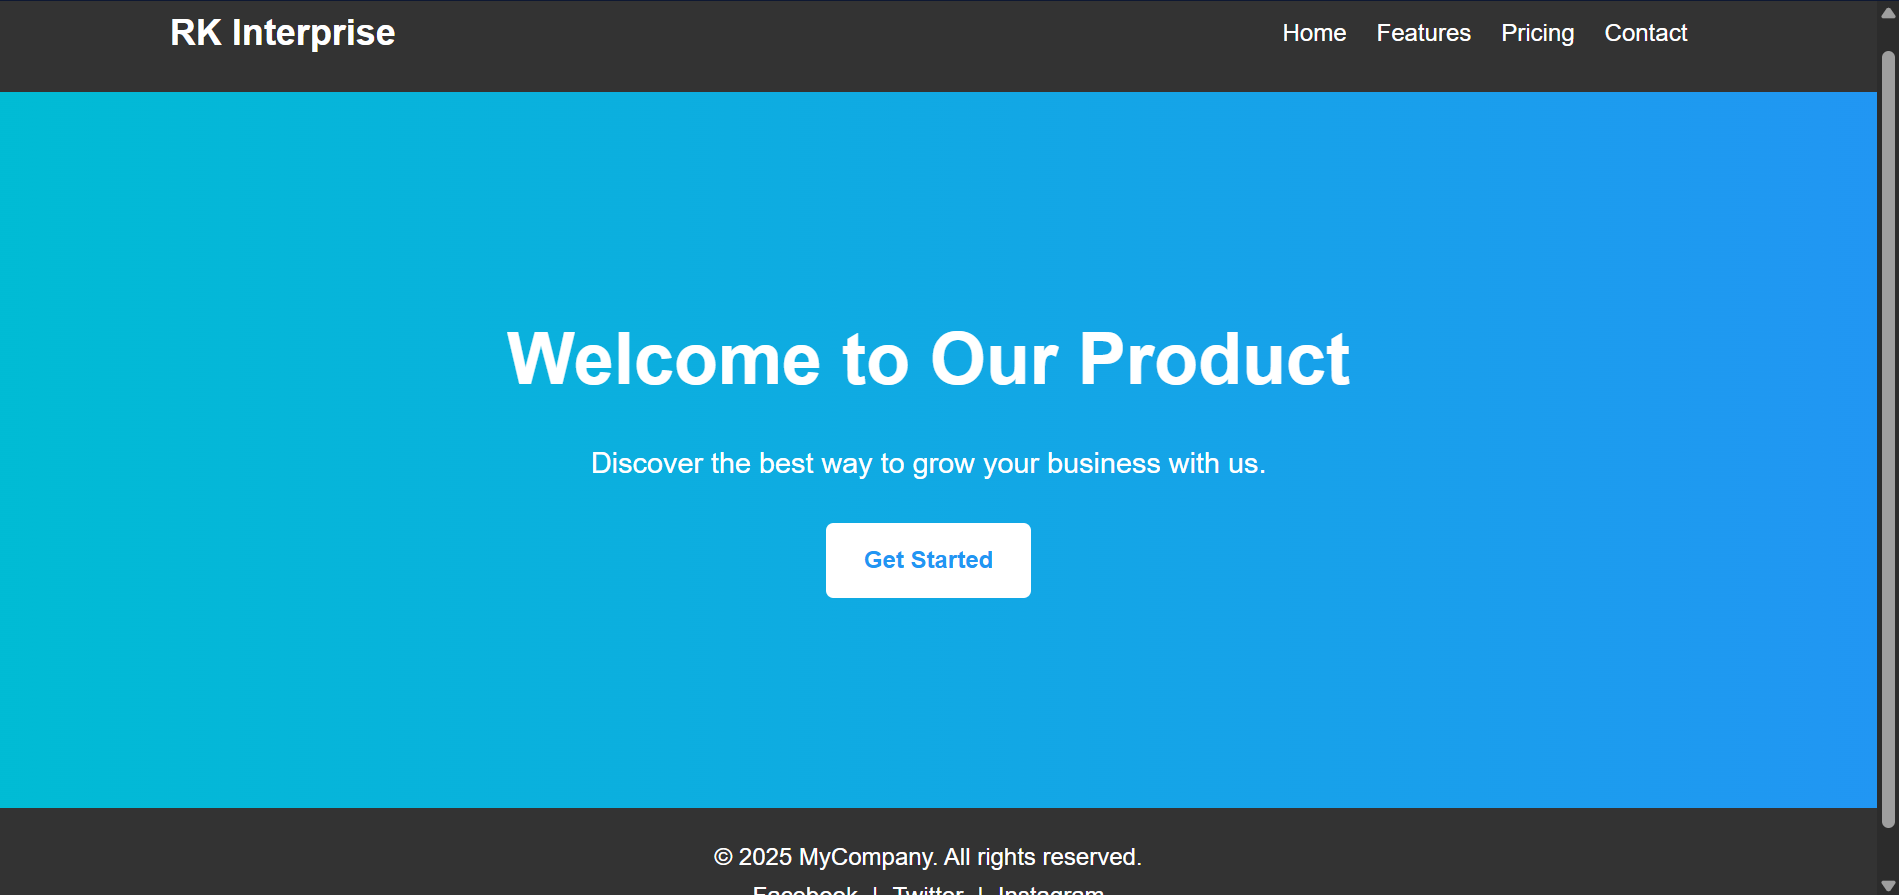 RK Interprise
Home Features Pricing Contact
Welcome to Our Product
Discover the best way to grow your business with us.
Get Started
© 2025 MyCompany. All rights reserved.
Facebook | Twitter | Instagram